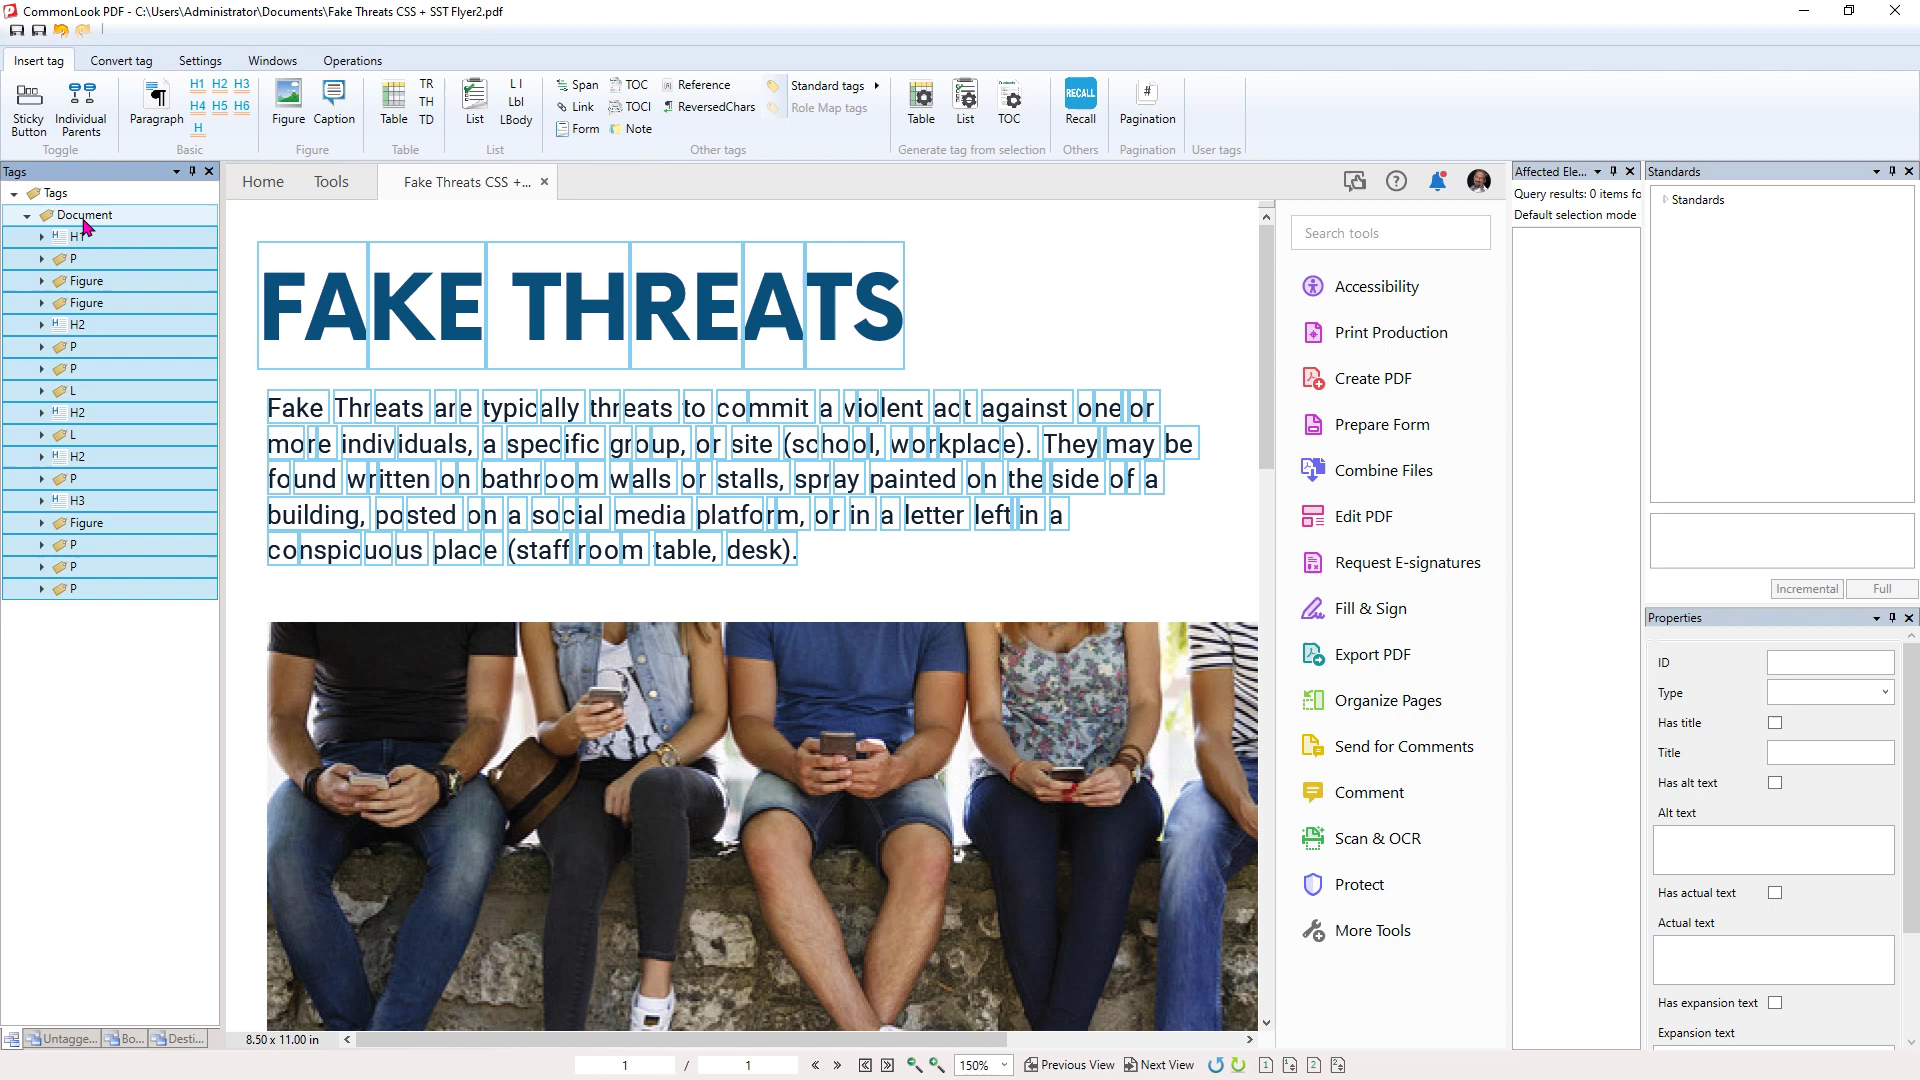 CommonLook PDF - C:\Users\Administrator\Documents\Fake Threats CSS + SST Flyer2.pdf
Insert tag Convert tag Settings Windows Operations
Sticky Button
Individual Parents
Toggle
Paragraph
H1 H2 H3
H4 H5 H6
H
Basic
Figure Caption
Figure
Table
TR
TH
TD
Table
List
L I
Lbl
LBody
List
Span TOC Reference
Link TOCI ReversedChars
Form Note
Standard tags
Role Map tags
Other tags
Table List TOC
Generate tag from selection
RECALL
Recall
Others
#
Pagination
Pagination
User tags
Tags
Tags
Document
H1
P
Figure
Figure
H2
P
P
L
H2
L
H2
P
H3
Figure
P
P
P
Untagge... Bo... Desti...
Home Tools Fake Threats CSS +...
FAKE THREATS
Fake Threats are typically threats to commit a violent act against one or
more individuals, a specific group, or site (school, workplace). They may be
found written on bathroom walls or stalls, spray painted on the side of a
building, posted on a social media platform, or in a letter left in a
conspicuous place (staff room table, desk).
8.50 x 11.00 in
1 / 1
150%
Previous View Next View
Search tools
Accessibility
Print Production
Create PDF
Prepare Form
Combine Files
Edit PDF
Request E-signatures
Fill & Sign
Export PDF
Organize Pages
Send for Comments
Comment
Scan & OCR
Protect
More Tools
Affected Ele...
Query results: 0 items fo
Default selection mode
Standards
Standards
Incremental Full
Properties
ID
Type
Has title
Title
Has alt text
Alt text
Has actual text
Actual text
Has expansion text
Expansion text